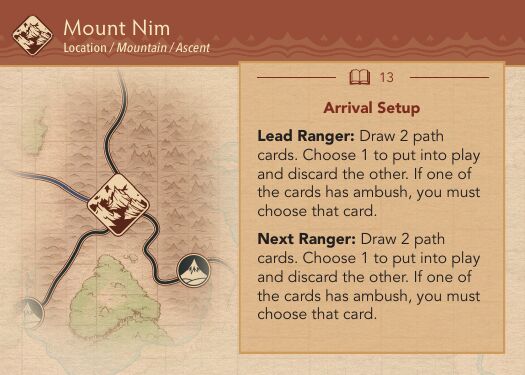 Mount Nim
Location / Mountain / Ascent
13
Arrival Setup
Lead Ranger: Draw 2 path
cards. Choose 1 to put into play
and discard the other. If one of
the cards has ambush, you must
choose that card.
Next Ranger: Draw 2 path
cards. Choose 1 to put into play
and discard the other. If one of
the cards has ambush, you must
choose that card.